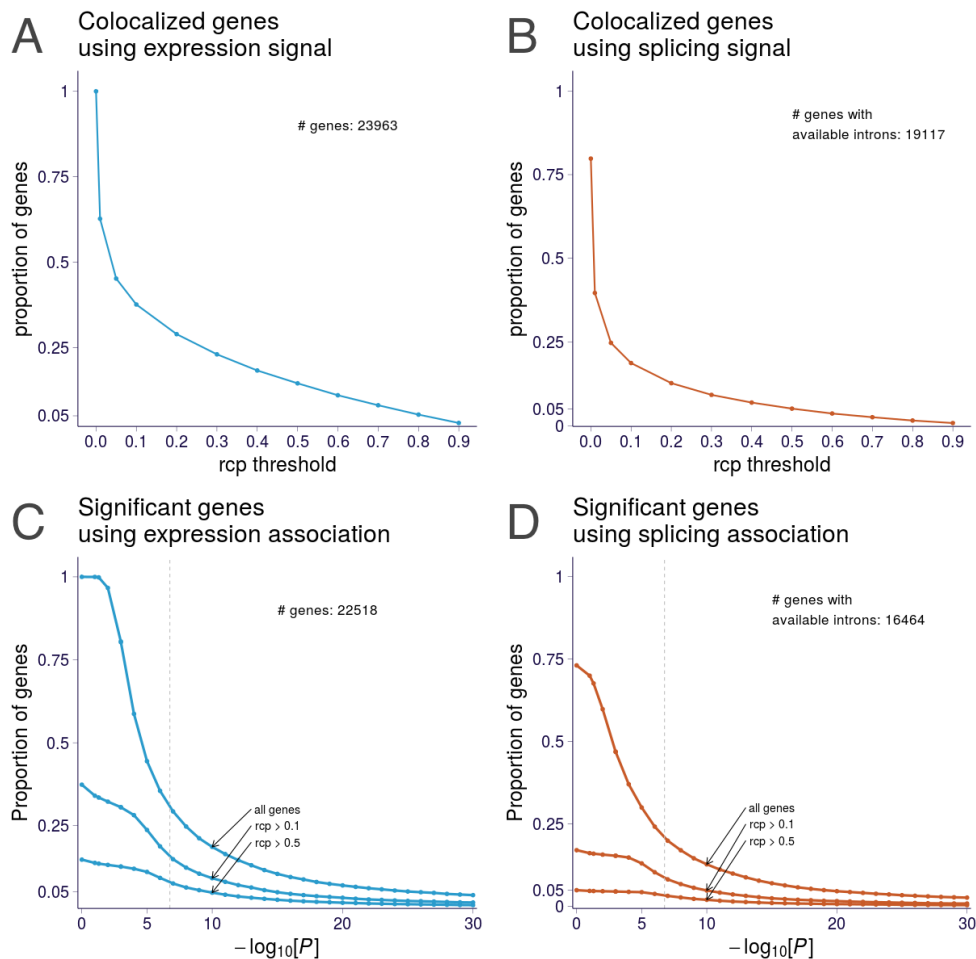 A
Colocalized genes
using expression signal
# genes: 23963
proportion of genes
1
0.75
0.5
0.25
0.05
0.0 0.1 0.2 0.3 0.4 0.5 0.6 0.7 0.8 0.9
rcp threshold
B
Colocalized genes
using splicing signal
# genes with
available introns: 19117
proportion of genes
1
0.75
0.5
0.25
0.05
0
0.0 0.1 0.2 0.3 0.4 0.5 0.6 0.7 0.8 0.9
rcp threshold
C
Significant genes
using expression association
# genes: 22518
Proportion of genes
1
0.75
0.5
0.25
0.05
all genes
rcp > 0.1
rcp > 0.5
0 5 10 20 30
−log10[P]
D
Significant genes
using splicing association
# genes with
available introns: 16464
Proportion of genes
1
0.75
0.5
0.25
0.05
0
all genes
rcp > 0.1
rcp > 0.5
0 5 10 20 30
−log10[P]